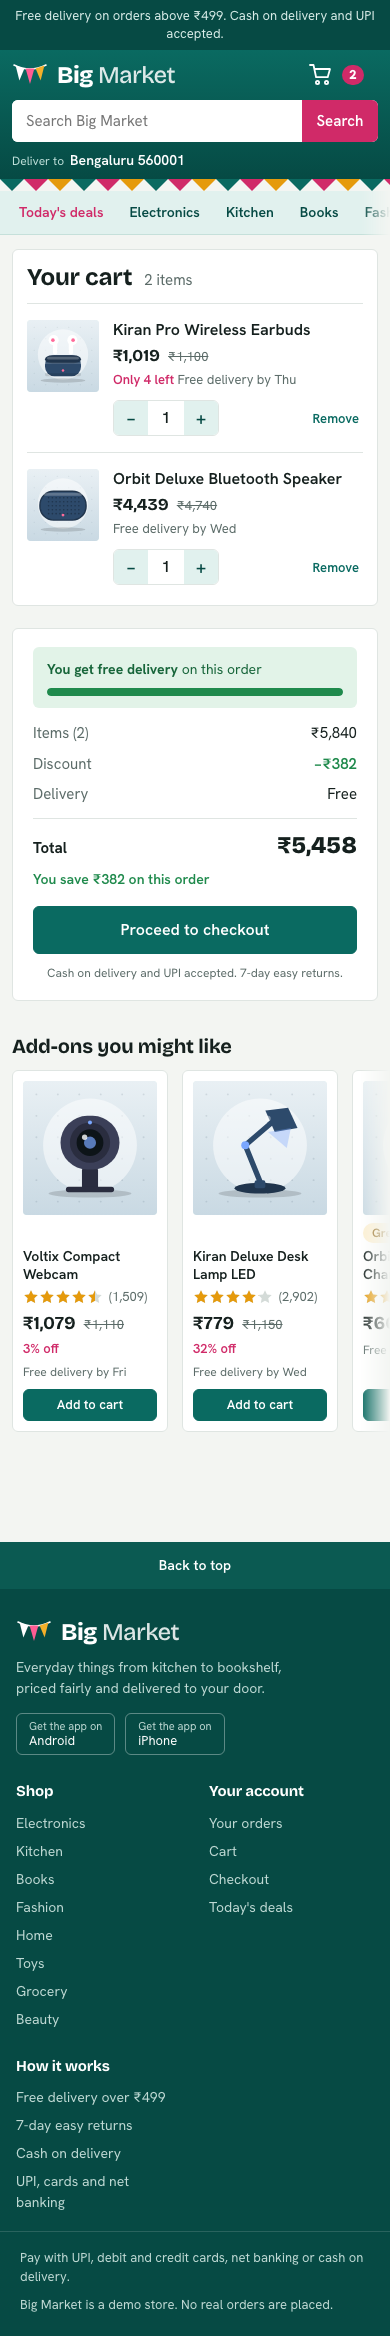 Free delivery on orders above ₹499. Cash on delivery and UPI
accepted.
Big Market
2
Search Big Market
Search
Deliver to Bengaluru 560001
Today's deals Electronics Kitchen Books
Your cart 2 items
Kiran Pro Wireless Earbuds
₹1,019 ₹1,100
Only 4 left Free delivery by Thu
− 1 + Remove
Orbit Deluxe Bluetooth Speaker
₹4,439 ₹4,740
Free delivery by Wed
− 1 + Remove
You get free delivery on this order
Items (2) ₹5,840
Discount −₹382
Delivery Free
Total ₹5,458
You save ₹382 on this order
Proceed to checkout
Cash on delivery and UPI accepted. 7-day easy returns.
Add-ons you might like
Voltix Compact
Webcam
(1,509)
₹1,079 ₹1,110
3% off
Free delivery by Fri
Add to cart
Kiran Deluxe Desk
Lamp LED
(2,902)
₹779 ₹1,150
32% off
Free delivery by Wed
Add to cart
Free
Back to top
Big Market
Everyday things from kitchen to bookshelf,
priced fairly and delivered to your door.
Get the app on
Android
Get the app on
iPhone
Shop
Electronics
Kitchen
Books
Fashion
Home
Toys
Grocery
Beauty
Your account
Your orders
Cart
Checkout
Today's deals
How it works
Free delivery over ₹499
7-day easy returns
Cash on delivery
UPI, cards and net
banking
Pay with UPI, debit and credit cards, net banking or cash on
delivery.
Big Market is a demo store. No real orders are placed.